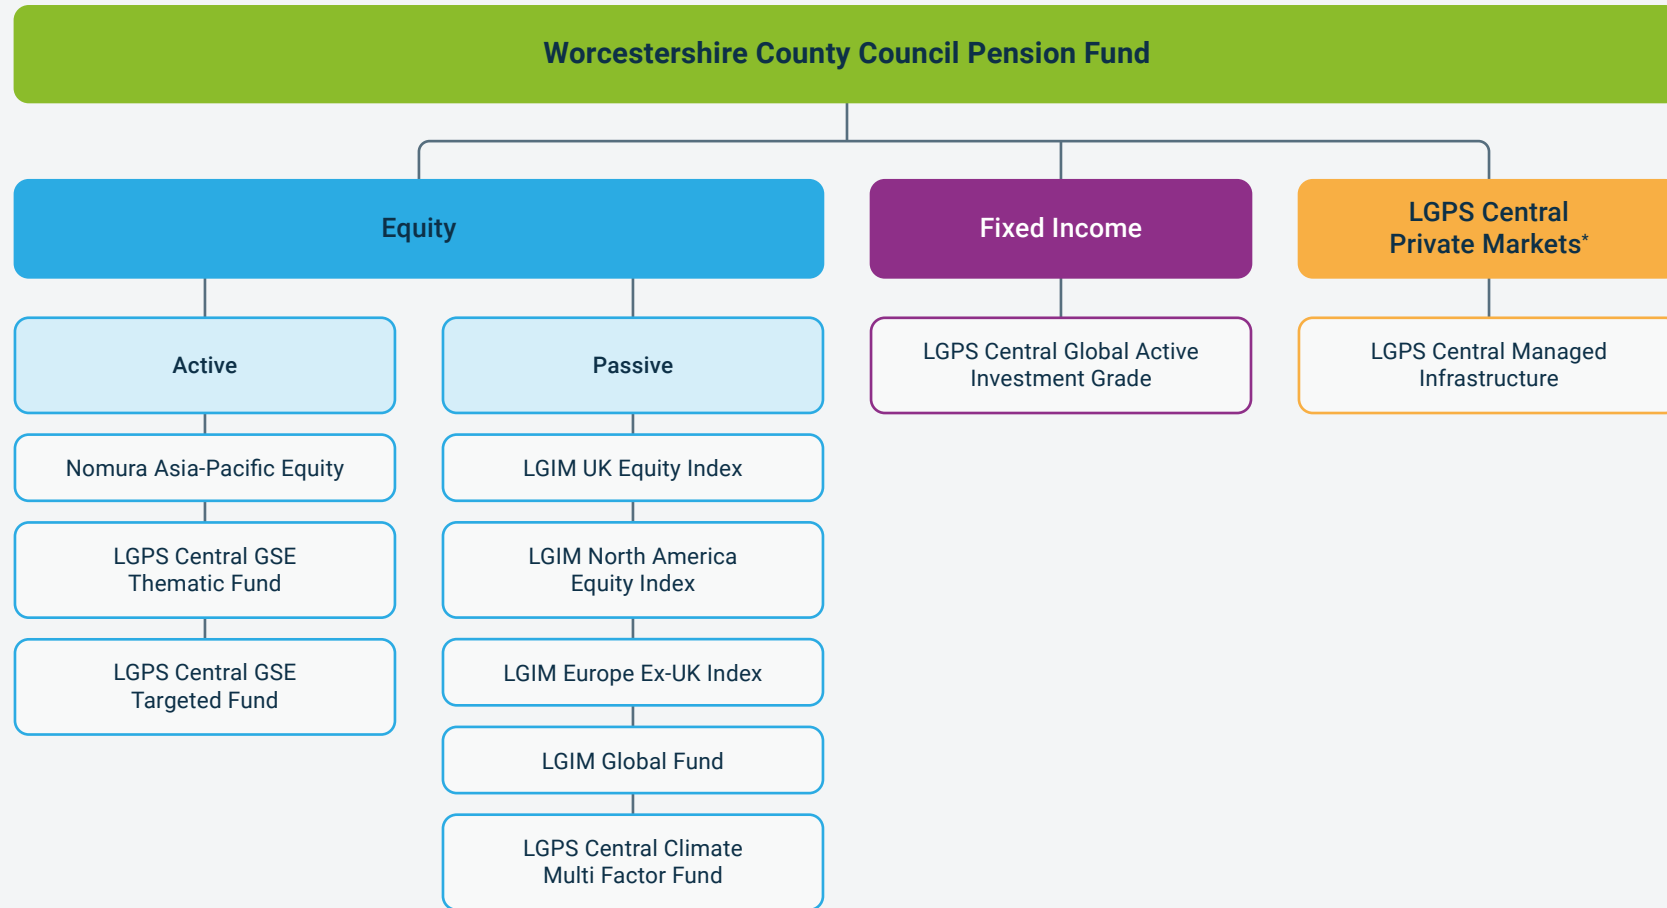 Worcestershire County Council Pension Fund
Equity
Fixed Income
LGPS Central
Private Markets*
Active
Passive
LGPS Central Global Active
Investment Grade
LGPS Central Managed
Infrastructure
Nomura Asia-Pacific Equity
LGPS Central GSE
Thematic Fund
LGPS Central GSE
Targeted Fund
LGIM UK Equity Index
LGIM North America
Equity Index
LGIM Europe Ex-UK Index
LGIM Global Fund
LGPS Central Climate
Multi Factor Fund